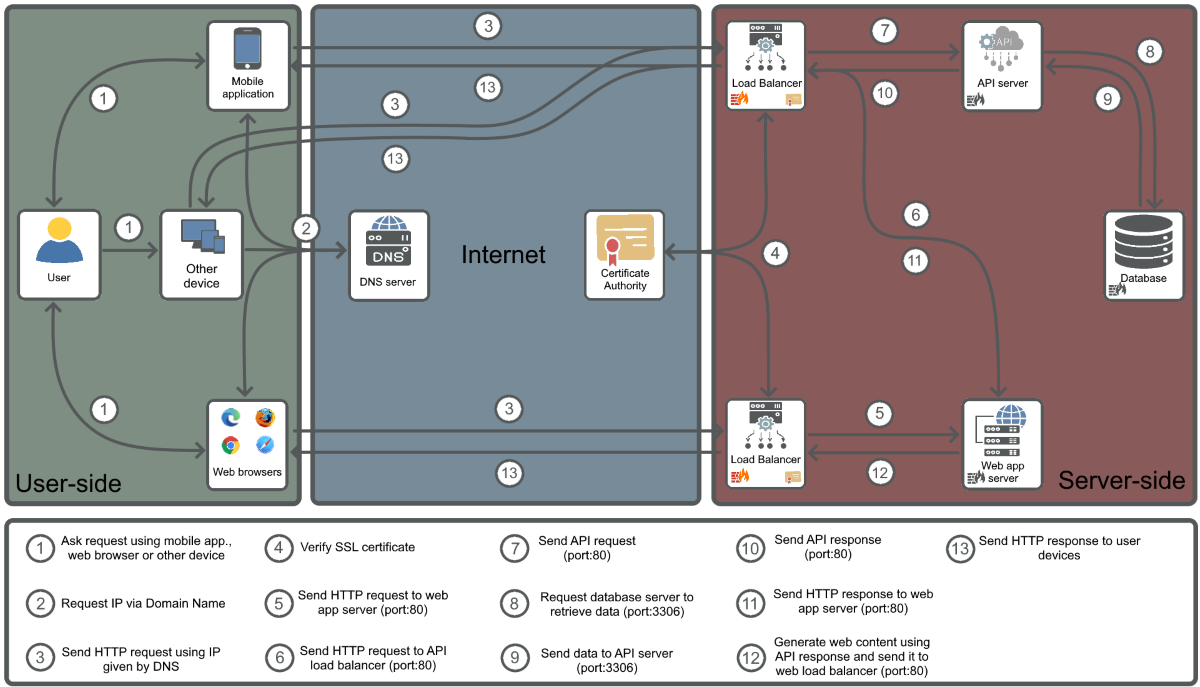 Mobile
application
3
13
Load Balancer
7
API
API server
8
10
9
1
3
13
User
1
Other
device
2
DNS
DNS server
Internet
Certificate
Authority
6
4
11
Database
1
Web browsers
3
13
Load Balancer
5
12
Web app
server
User-side
Server-side
1 Ask request using mobile app.,
web browser or other device
2 Request IP via Domain Name
3 Send HTTP request using IP
given by DNS
4 Verify SSL certificate
5 Send HTTP request to web
app server (port:80)
6 Send HTTP request to API
load balancer (port:80)
7 Send API request
(port:80)
8 Request database server to
retrieve data (port:3306)
9 Send data to API server
(port:3306)
10 Send API response
(port:80)
11 Send HTTP response to web
app server (port:80)
12 Generate web content using
API response and send it to
web load balancer (port:80)
13 Send HTTP response to user
devices